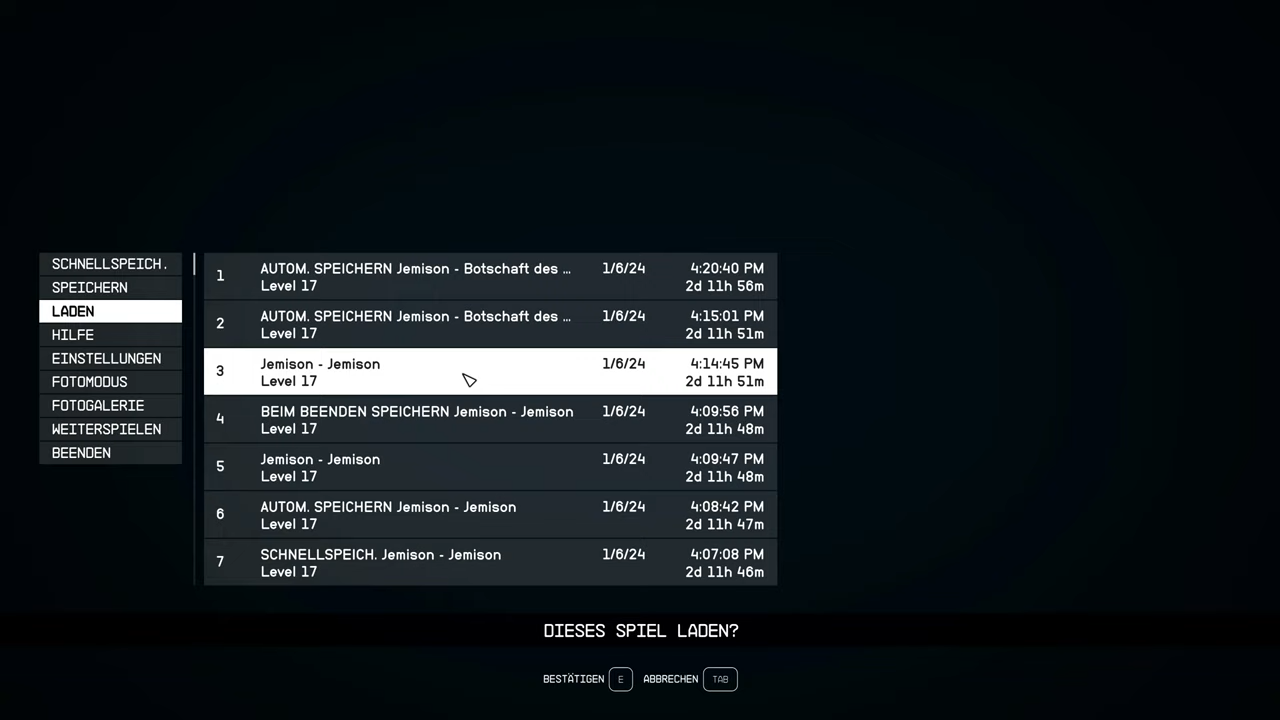 SCHNELLSPEICH.
SPEICHERN
LADEN
HILFE
EINSTELLUNGEN
FOTOMODUS
FOTOGALERIE
WEITERSPIELEN
BEENDEN
1 AUTOM. SPEICHERN Jemison - Botschaft des ... 1/6/24 4:20:40 PM
Level 17 2d 11h 56m
2 AUTOM. SPEICHERN Jemison - Botschaft des ... 1/6/24 4:15:01 PM
Level 17 2d 11h 51m
3 Jemison - Jemison 1/6/24 4:14:45 PM
Level 17 2d 11h 51m
4 BEIM BEENDEN SPEICHERN Jemison - Jemison 1/6/24 4:09:56 PM
Level 17 2d 11h 48m
5 Jemison - Jemison 1/6/24 4:09:47 PM
Level 17 2d 11h 48m
6 AUTOM. SPEICHERN Jemison - Jemison 1/6/24 4:08:42 PM
Level 17 2d 11h 47m
7 SCHNELLSPEICH. Jemison - Jemison 1/6/24 4:07:08 PM
Level 17 2d 11h 46m
DIESES SPIEL LADEN?
BESTÄTIGEN E ABBRECHEN TAB